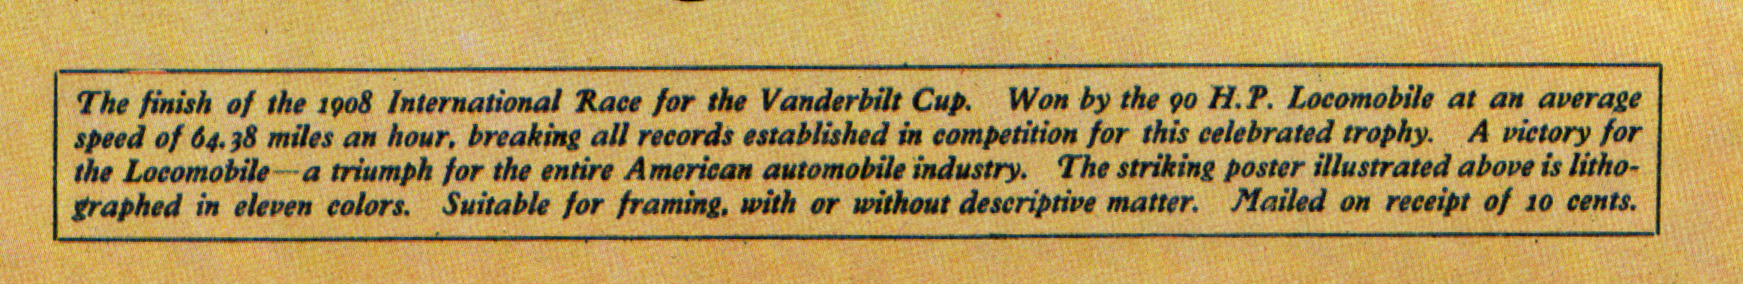 The finish of the 1908 International Race for the Vanderbilt Cup. Won by the 90 H.P. Locomobile at an average
speed of 64.38 miles an hour, breaking all records established in competition for this celebrated trophy. A victory for
the Locomobile—a triumph for the entire American automobile industry. The striking poster illustrated above is litho-
graphed in eleven colors. Suitable for framing, with or without descriptive matter. Mailed on receipt of 10 cents.